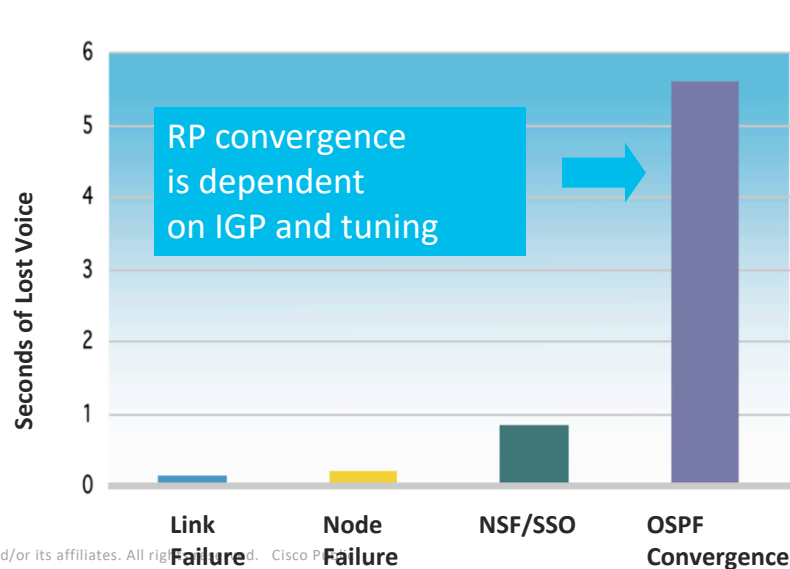 6
5
4
3
2
1
0
Seconds of Lost Voice
RP convergence
is dependent
on IGP and tuning
Link
Failure
Node
Failure
NSF/SSO
OSPF
Convergence
d/or its affiliates. All rights Cisco